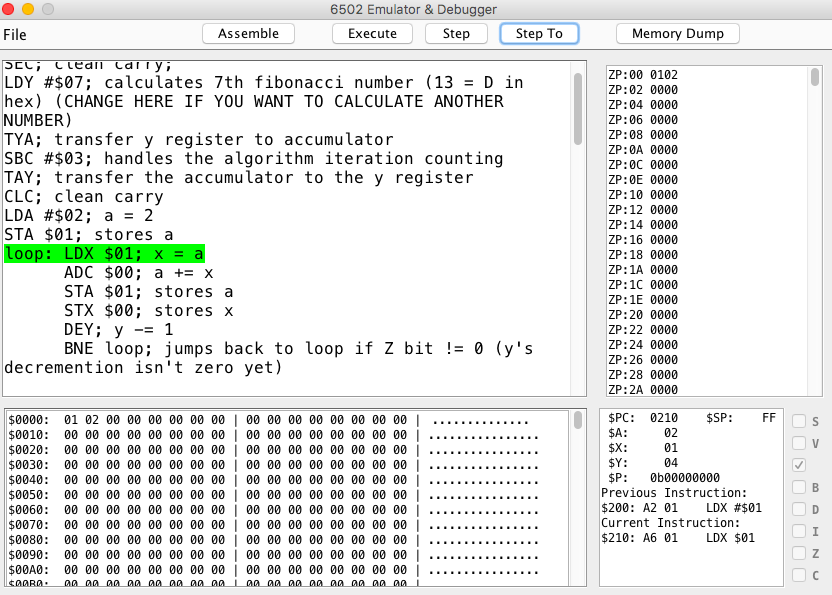 6502 Emulator & Debugger
File
Assemble
Execute
Step
Step To
Memory Dump
SEC; clean carry;
LDY #$07; calculates 7th fibonacci number (13 = D in
hex) (CHANGE HERE IF YOU WANT TO CALCULATE ANOTHER
NUMBER)
TYA; transfer y register to accumulator
SBC #$03; handles the algorithm iteration counting
TAY; transfer the accumulator to the y register
CLC; clean carry
LDA #$02; a = 2
STA $01; stores a
loop: LDX $01; x = a
ADC $00; a += x
STA $01; stores a
STX $00; stores x
DEY; y -= 1
BNE loop; jumps back to loop if Z bit != 0 (y's
decremention isn't zero yet)
ZP:00 0102
ZP:02 0000
ZP:04 0000
ZP:06 0000
ZP:08 0000
ZP:0A 0000
ZP:0C 0000
ZP:0E 0000
ZP:10 0000
ZP:12 0000
ZP:14 0000
ZP:16 0000
ZP:18 0000
ZP:1A 0000
ZP:1C 0000
ZP:1E 0000
ZP:20 0000
ZP:22 0000
ZP:24 0000
ZP:26 0000
ZP:28 0000
ZP:2A 0000
$0000: 01 02 00 00 00 00 00 00 | 00 00 00 00 00 00 00 00 | ..............
$0010: 00 00 00 00 00 00 00 00 | 00 00 00 00 00 00 00 00 | ................
$0020: 00 00 00 00 00 00 00 00 | 00 00 00 00 00 00 00 00 | ................
$0030: 00 00 00 00 00 00 00 00 | 00 00 00 00 00 00 00 00 | ................
$0040: 00 00 00 00 00 00 00 00 | 00 00 00 00 00 00 00 00 | ................
$0050: 00 00 00 00 00 00 00 00 | 00 00 00 00 00 00 00 00 | ................
$0060: 00 00 00 00 00 00 00 00 | 00 00 00 00 00 00 00 00 | ................
$0070: 00 00 00 00 00 00 00 00 | 00 00 00 00 00 00 00 00 | ................
$0080: 00 00 00 00 00 00 00 00 | 00 00 00 00 00 00 00 00 | ................
$0090: 00 00 00 00 00 00 00 00 | 00 00 00 00 00 00 00 00 | ................
$00A0: 00 00 00 00 00 00 00 00 | 00 00 00 00 00 00 00 00 | ................
$00B0: 00 00 00 00 00 00 00 00 | 00 00 00 00 00 00 00 00 |
$PC: 0210 $SP: FF
$A: 02
$X: 01
$Y: 04
$P: 0b00000000
Previous Instruction:
$200: A2 01 LDX #$01
Current Instruction:
$210: A6 01 LDX $01
S
V
B
D
I
Z
C